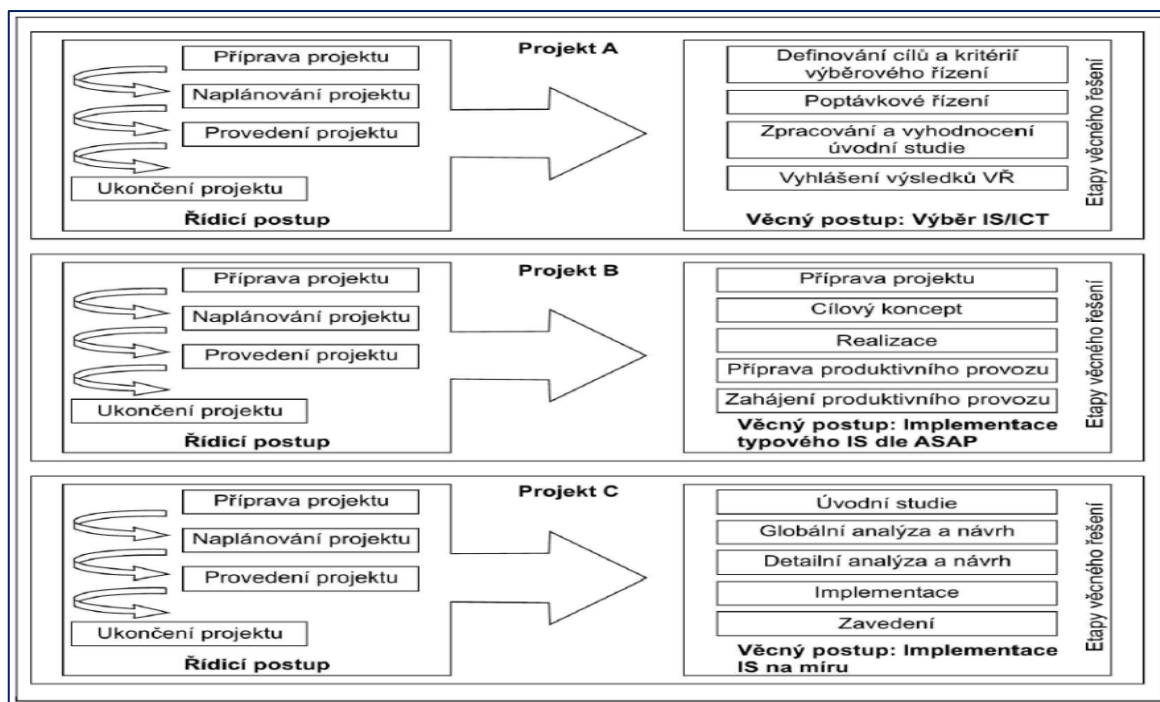 Projekt A
Příprava projektu
Naplánování projektu
Provedení projektu
Ukončení projektu
Řídicí postup
Definování cílů a kritérií
výběrového řízení
Poptávkové řízení
Zpracování a vyhodnocení
úvodní studie
Vyhlášení výsledků VŘ
Věcný postup: Výběr IS/ICT
Etapy věcného řešení
Projekt B
Příprava projektu
Naplánování projektu
Provedení projektu
Ukončení projektu
Řídicí postup
Příprava projektu
Cílový koncept
Realizace
Příprava produktivního provozu
Zahájení produktivního provozu
Věcný postup: Implementace
typového IS dle ASAP
Etapy věcného řešení
Projekt C
Příprava projektu
Naplánování projektu
Provedení projektu
Ukončení projektu
Řídicí postup
Úvodní studie
Globální analýza a návrh
Detailní analýza a návrh
Implementace
Zavedení
Věcný postup: Implementace
IS na míru
Etapy věcného řešení